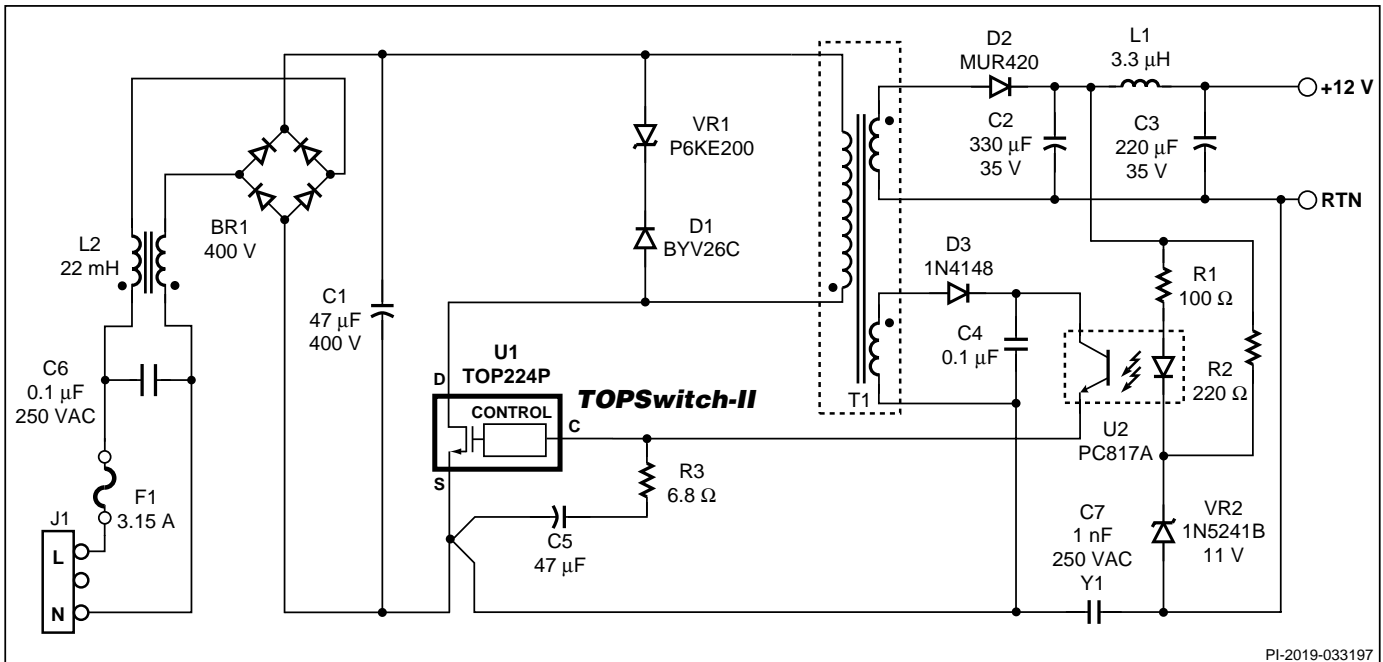 D2
MUR420
L1
3.3 µH
+12 V
C2
330 µF
35 V
C3
220 µF
35 V
RTN
VR1
P6KE200
D1
BYV26C
BR1
400 V
L2
22 mH
C1
47 µF
400 V
D3
1N4148
C4
0.1 µF
R1
100 Ω
R2
220 Ω
T1
U2
PC817A
U1
TOP224P
D
CONTROL
C
S
TOPSwitch-II
C6
0.1 µF
250 VAC
R3
6.8 Ω
C5
47 µF
F1
3.15 A
J1
L
N
C7
1 nF
250 VAC
Y1
VR2
1N5241B
11 V
PI-2019-033197